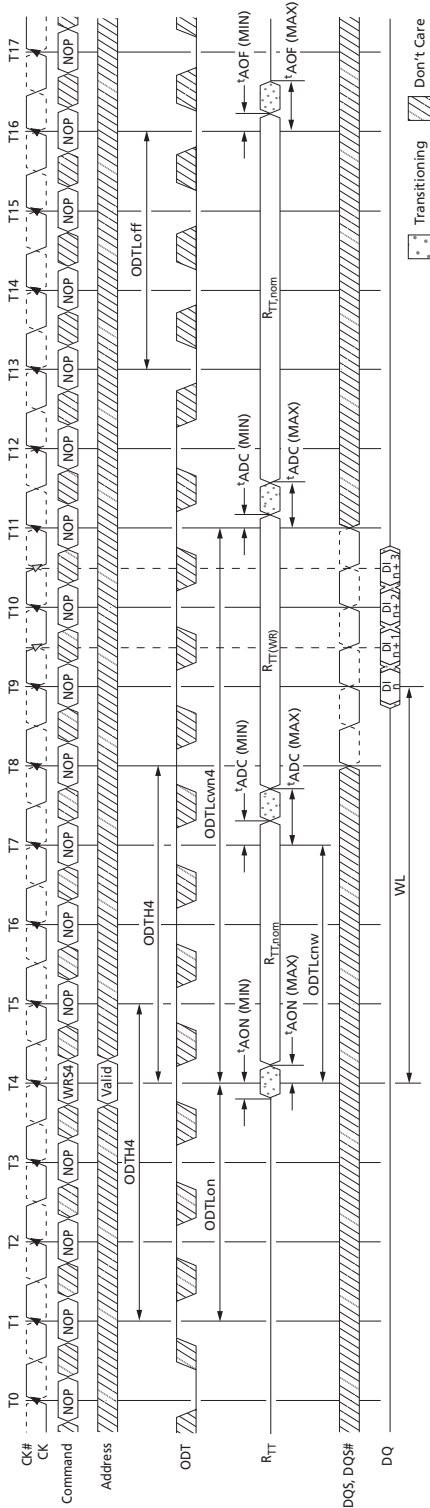 T0 T1 T2 T3 T4 T5 T6 T7 T8 T9 T10 T11 T12 T13 T14 T15 T16 T17
CK#
CK
Command NOP NOP NOP NOP WRS4 NOP NOP NOP NOP NOP NOP NOP NOP NOP NOP NOP NOP NOP
Address Valid
ODTH4 ODTH4
ODT
ODTLon ODTLcwn4 ODTLoff
tAON (MIN) tADC (MIN) tADC (MIN) tAOF (MIN)
RTT RTT,nom RTT(WR) RTT,nom
tAON (MAX) tADC (MAX) tADC (MAX) tAOF (MAX)
ODTLcnw
DQS, DQS#
DQ DI n DI n + 1 DI n + 2 DI n + 3
WL
Transitioning Don't Care